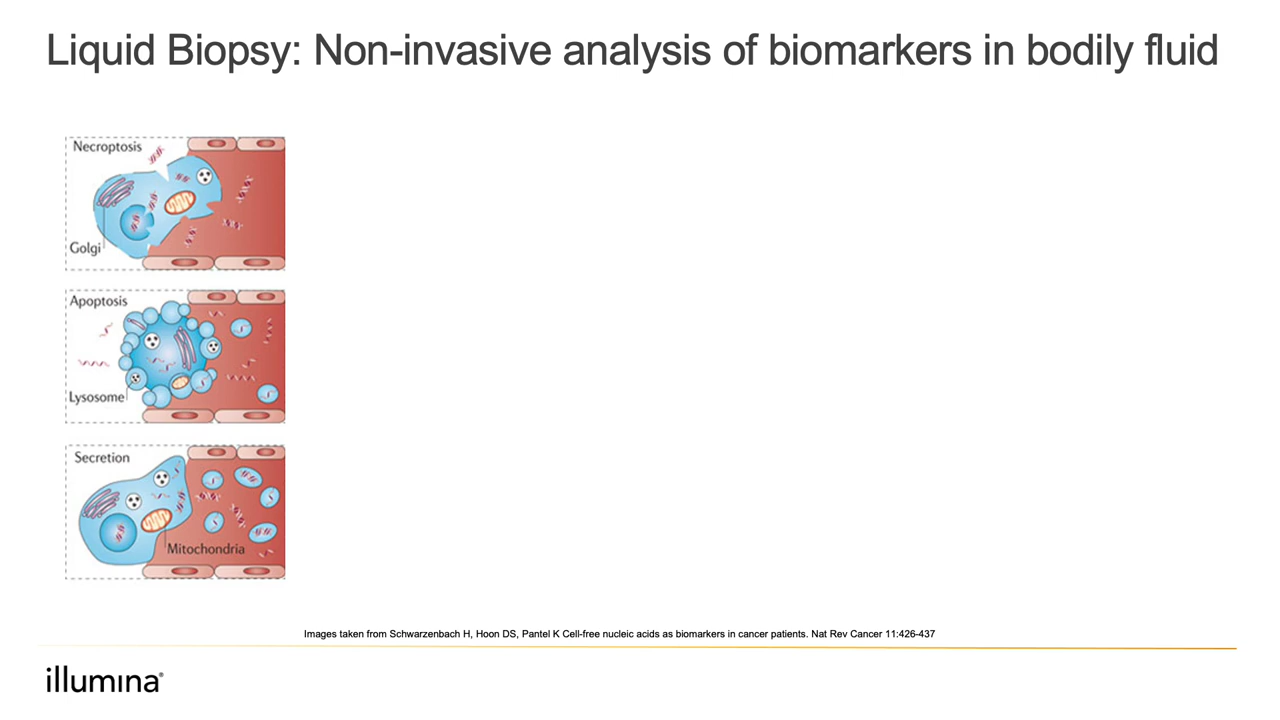 Liquid Biopsy: Non-invasive analysis of biomarkers in bodily fluid
Necroptosis
Golgi
Apoptosis
Lysosome
Secretion
Mitochondria
Images taken from Schwarzenbach H, Hoon DS, Pantel K Cell-free nucleic acids as biomarkers in cancer patients. Nat Rev Cancer 11:426-437
illumina®